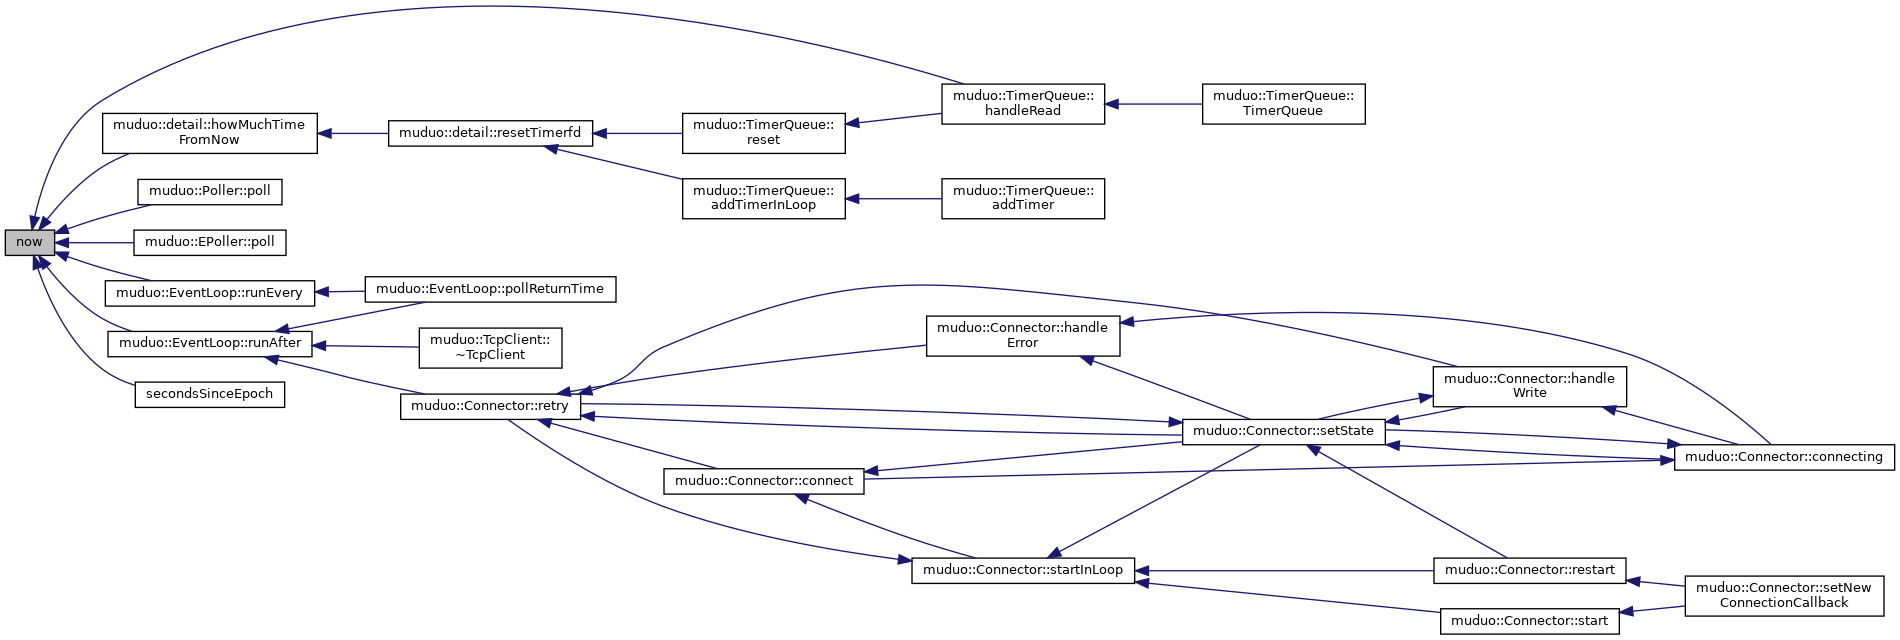 muduo::TimerQueue::
handleRead
muduo::TimerQueue::
TimerQueue
muduo::detail::howMuchTime
FromNow
muduo::detail::resetTimerfd
muduo::TimerQueue::
reset
muduo::Poller::poll
muduo::TimerQueue::
addTimerInLoop
muduo::TimerQueue::
addTimer
now
muduo::EPoller::poll
muduo::EventLoop::runEvery
muduo::EventLoop::pollReturnTime
muduo::EventLoop::runAfter
muduo::TcpClient::
~TcpClient
muduo::Connector::handle
Error
secondsSinceEpoch
muduo::Connector::retry
muduo::Connector::handle
Write
muduo::Connector::setState
muduo::Connector::connecting
muduo::Connector::connect
muduo::Connector::startInLoop
muduo::Connector::restart
muduo::Connector::setNew
ConnectionCallback
muduo::Connector::start